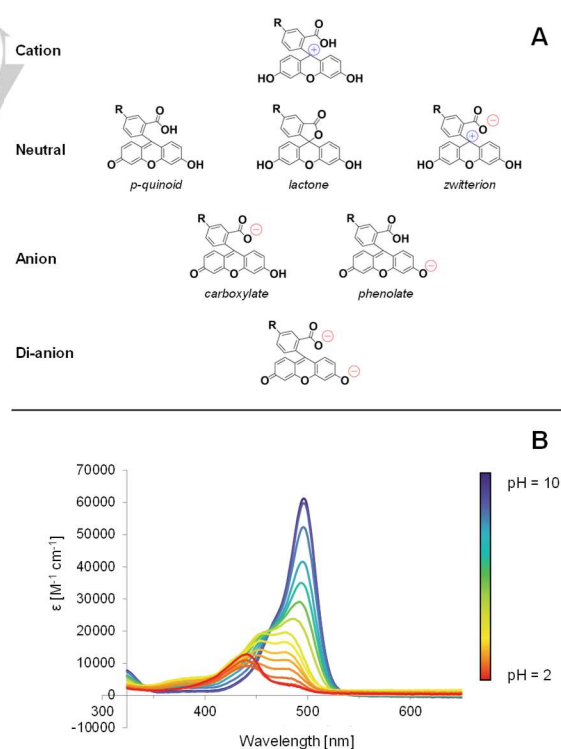 A
Cation
R
O
OH
+
HO
O
OH
Neutral
R
O
OH
O
O
OH
p-quinoid
R
O
O
HO
O
OH
lactone
R
O
O −
+
HO
O
OH
zwitterion
Anion
R
O
O −
O
O
OH
carboxylate
R
O
OH
O
O
O −
phenolate
Di-anion
R
O
O −
O
O
O −
B
70000
60000
50000
40000
30000
20000
10000
0
-10000
ε [M⁻¹ cm⁻¹]
300 400 500 600
Wavelength [nm]
pH = 10
pH = 2